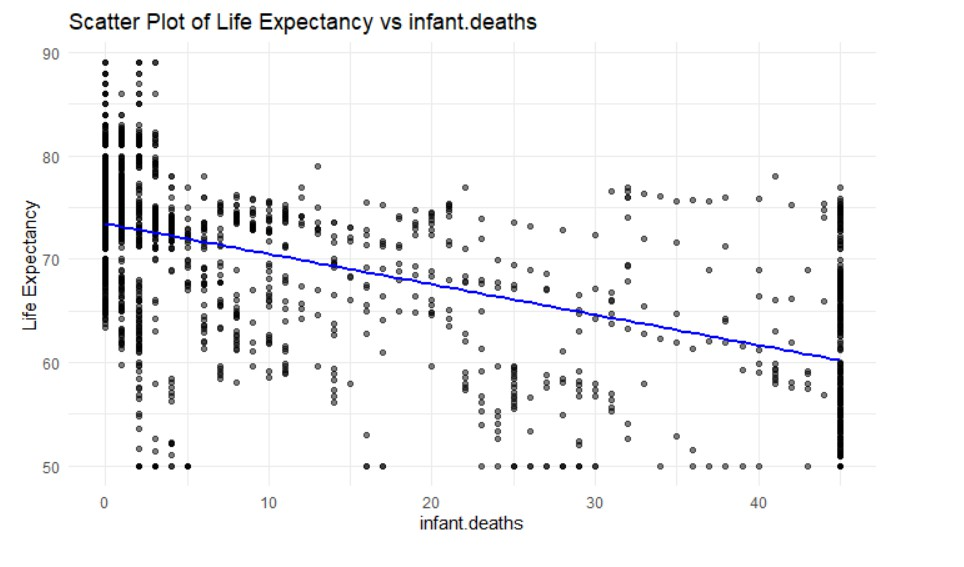 Scatter Plot of Life Expectancy vs infant.deaths
90
80
70
60
50
Life Expectancy
0 10 20 30 40
infant.deaths